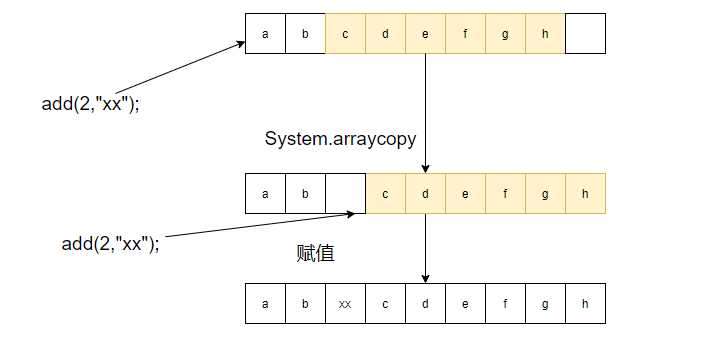 a b c d e f g h
add(2,"xx");
System.arraycopy
a b c d e f g h
add(2,"xx");
赋值
a b xx c d e f g h